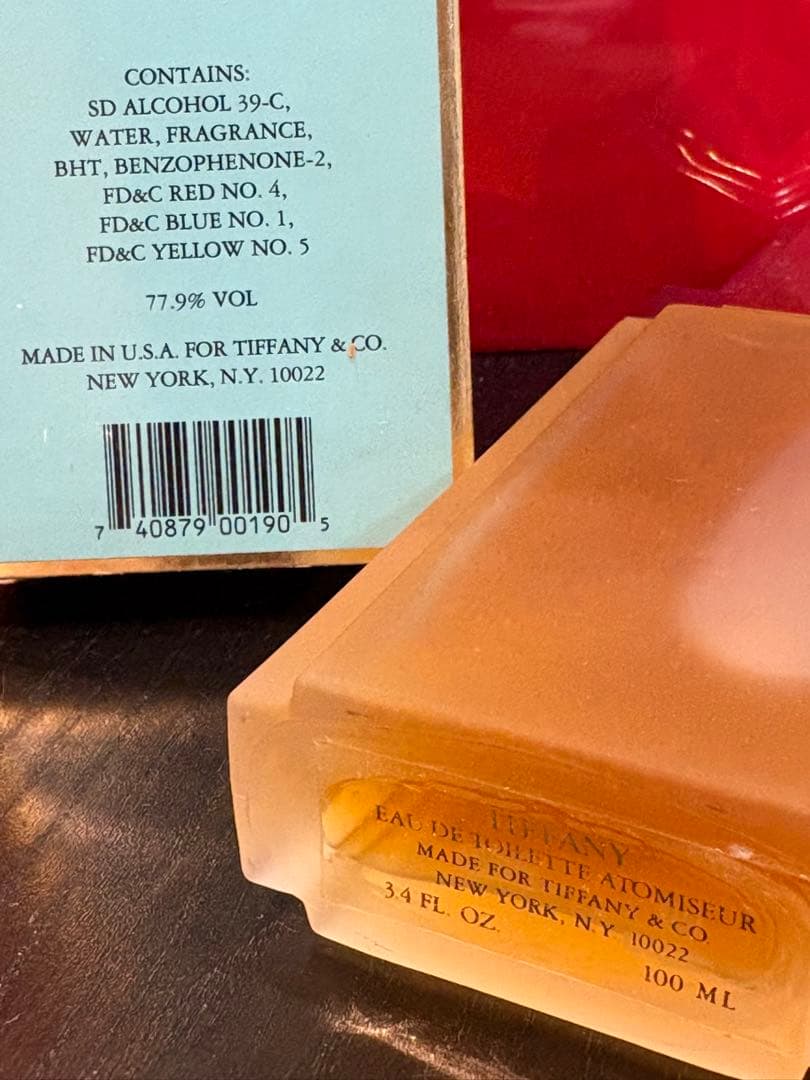 CONTAINS:
SD ALCOHOL 39-C,
WATER, FRAGRANCE,
BHT, BENZOPHENONE-2,
FD&C RED NO. 4,
FD&C BLUE NO. 1,
FD&C YELLOW NO. 5
77.9% VOL
MADE IN U.S.A. FOR TIFFANY & CO.
NEW YORK, N.Y. 10022
7 40879 00190 5
TIFFANY
EAU DE TOILETTE ATOMISEUR
MADE FOR TIFFANY & CO.
NEW YORK, N.Y. 10022
3.4 FL. OZ.
100 ML